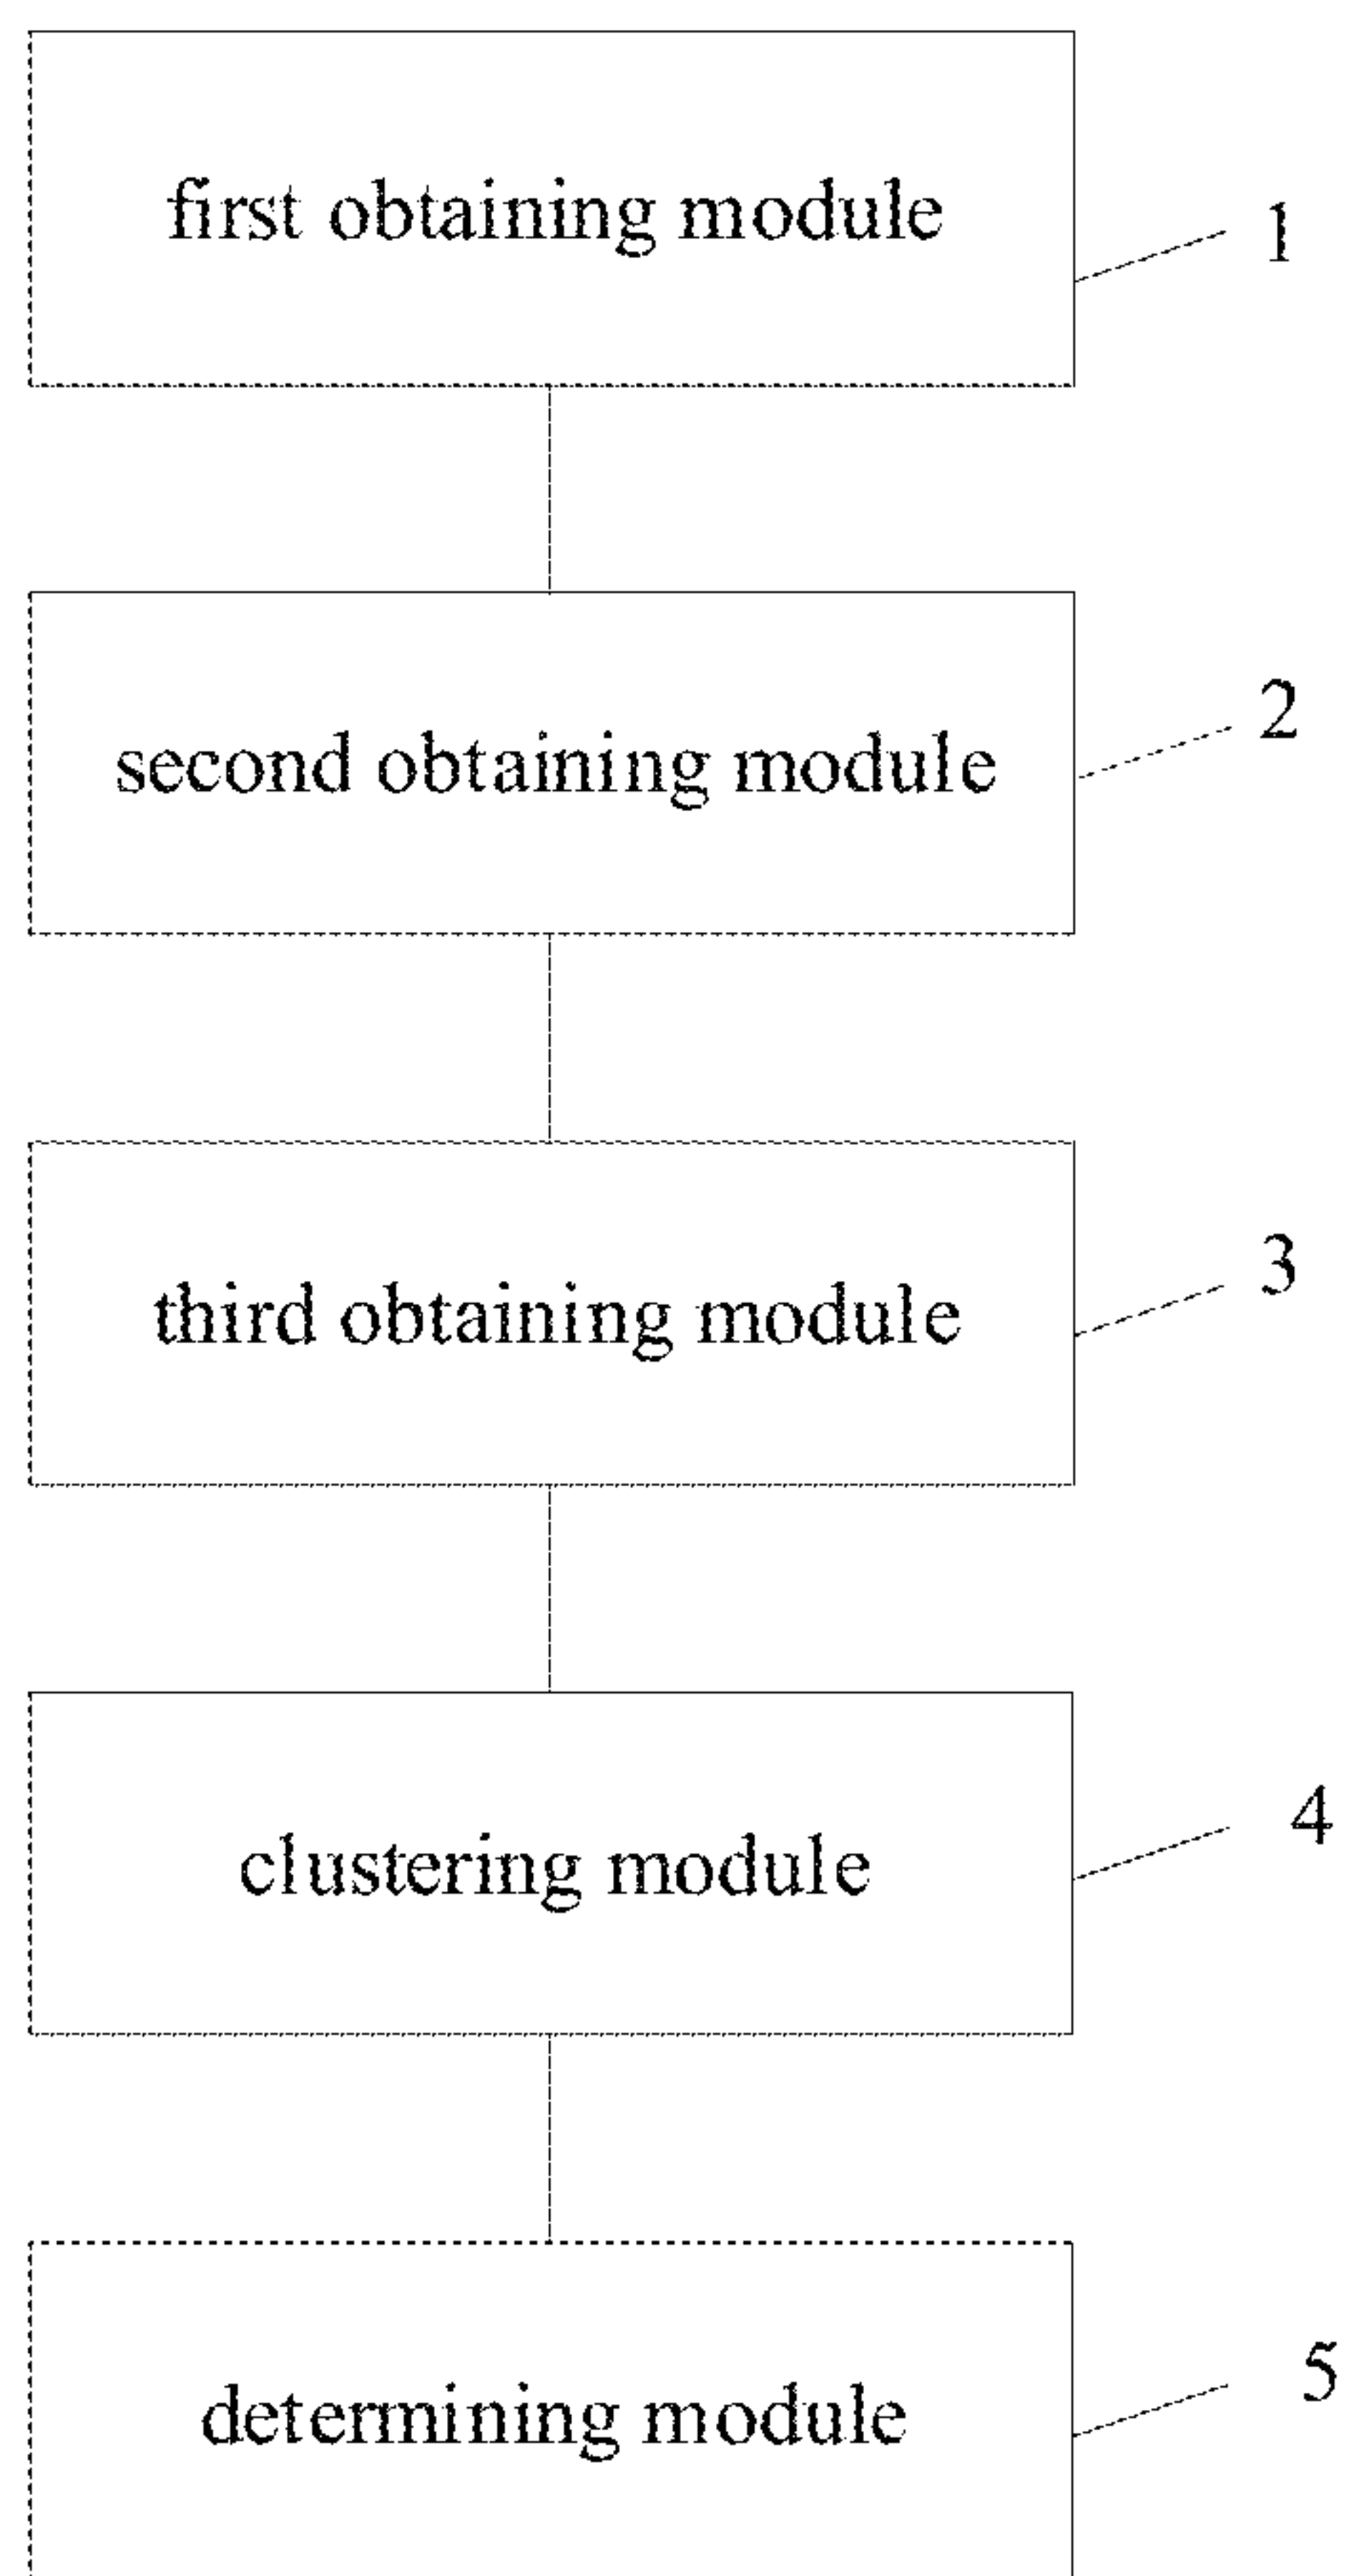 first obtaining module
1
second obtaining module
2
third obtaining module
3
clustering module
4
determining module
5